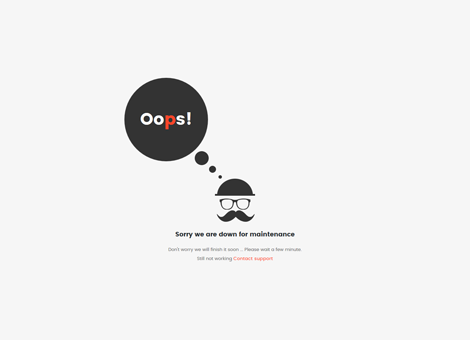 Oops!
Sorry we are down for maintenance
Don't worry we will finish it soon ... Please wait a few minute.
Still nor working Contact support